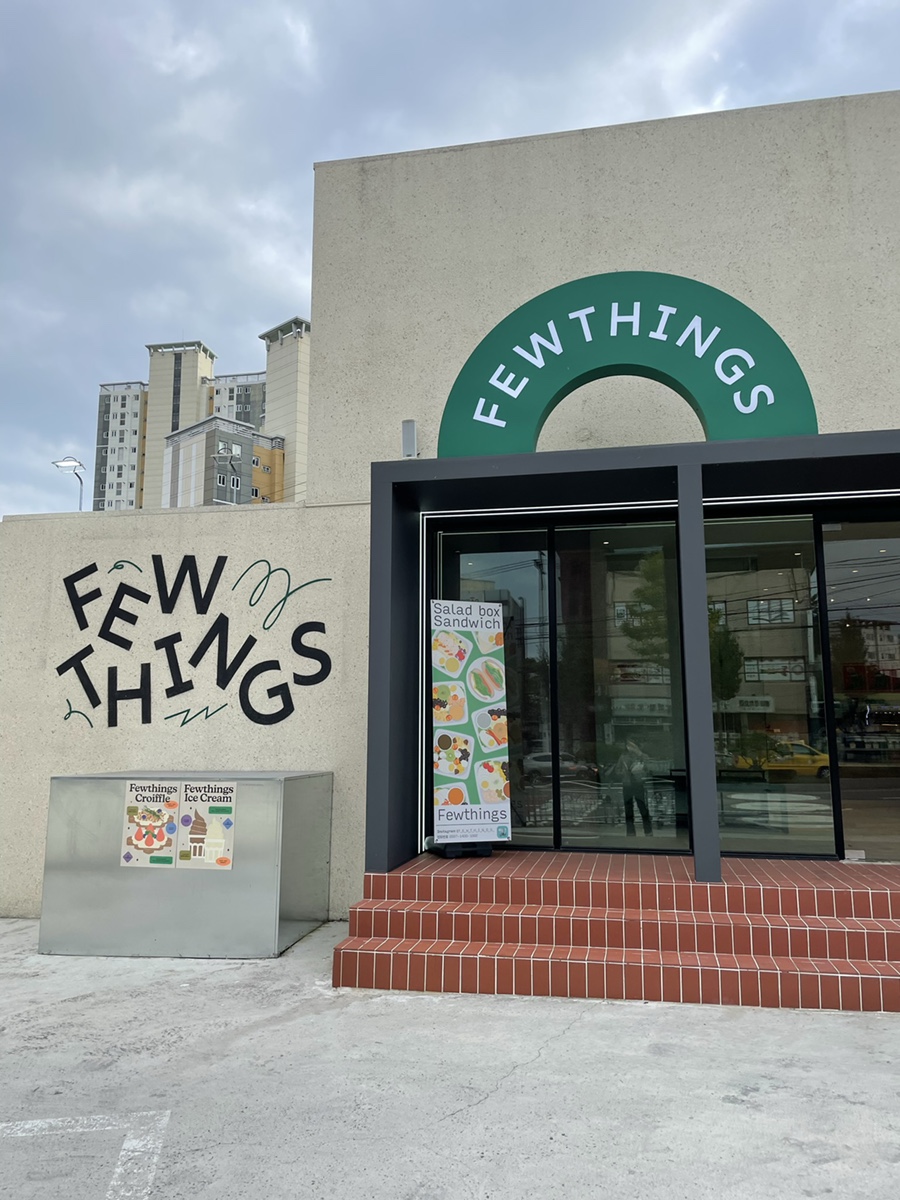 FEWTHINGS
FEW
THINGS
Salad box
Sandwich
Fewthings
Fewthings
Croiffle
Fewthings
Ice Cream